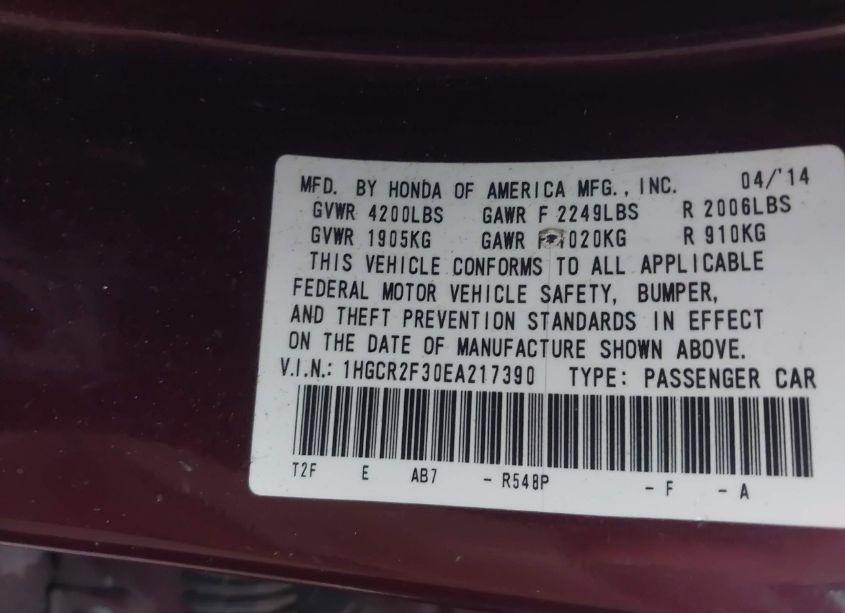 MFD. BY HONDA OF AMERICA MFG., INC. 04/'14
GVWR 4200LBS GAWR F 2249LBS R 2006LBS
GVWR 1905KG GAWR F 1020KG R 910KG
THIS VEHICLE CONFORMS TO ALL APPLICABLE
FEDERAL MOTOR VEHICLE SAFETY, BUMPER,
AND THEFT PREVENTION STANDARDS IN EFFECT
ON THE DATE OF MANUFACTURE SHOWN ABOVE.
V.I.N.: 1HGCR2F30EA217390 TYPE: PASSENGER CAR
T2F E AB7 - R548P - F - A